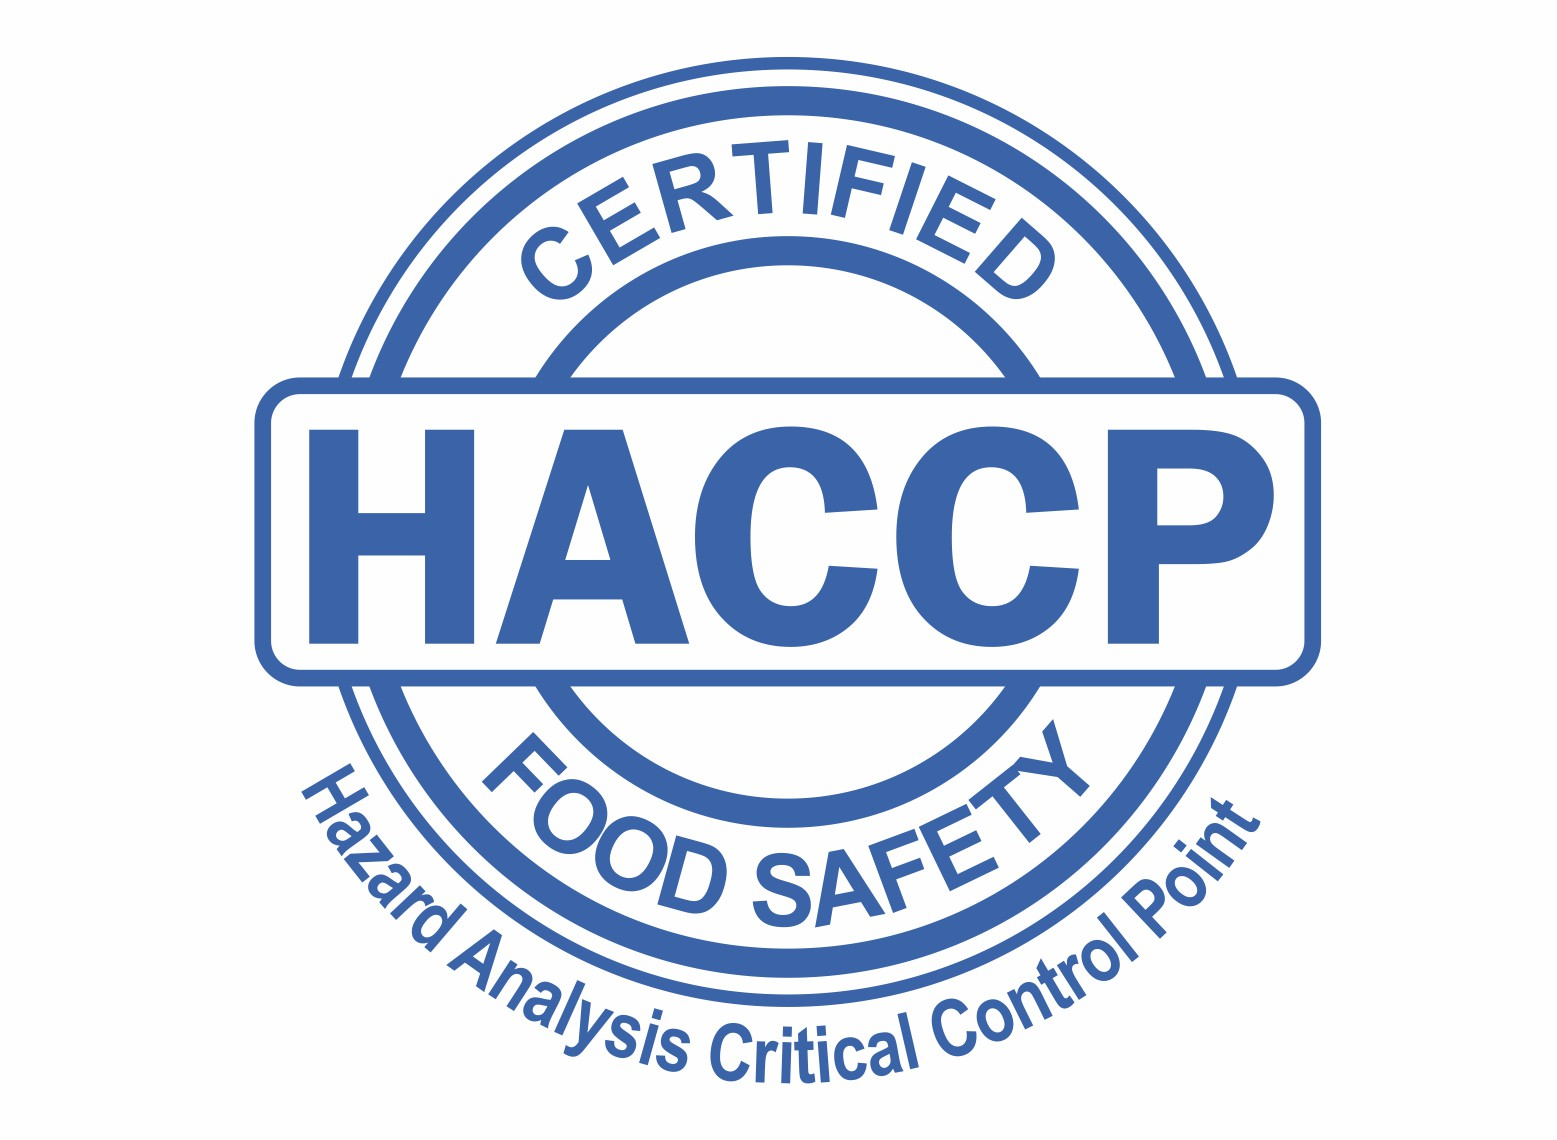 CERTIFIED
HACCP
FOOD SAFETY
Hazard Analysis Critical Control Point